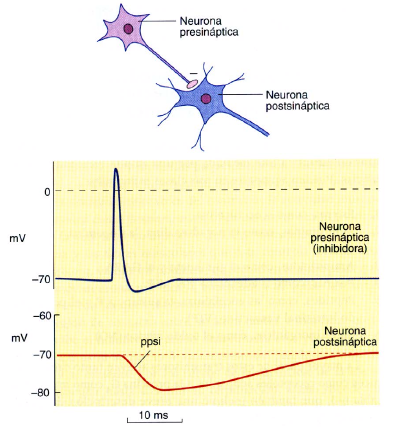 Neurona
presináptica
−
Neurona
postsináptica
0
mV
Neurona
presináptica
(inhibidora)
−70
−60
mV
Neurona
postsináptica
ppsi
−70
−80
10 ms